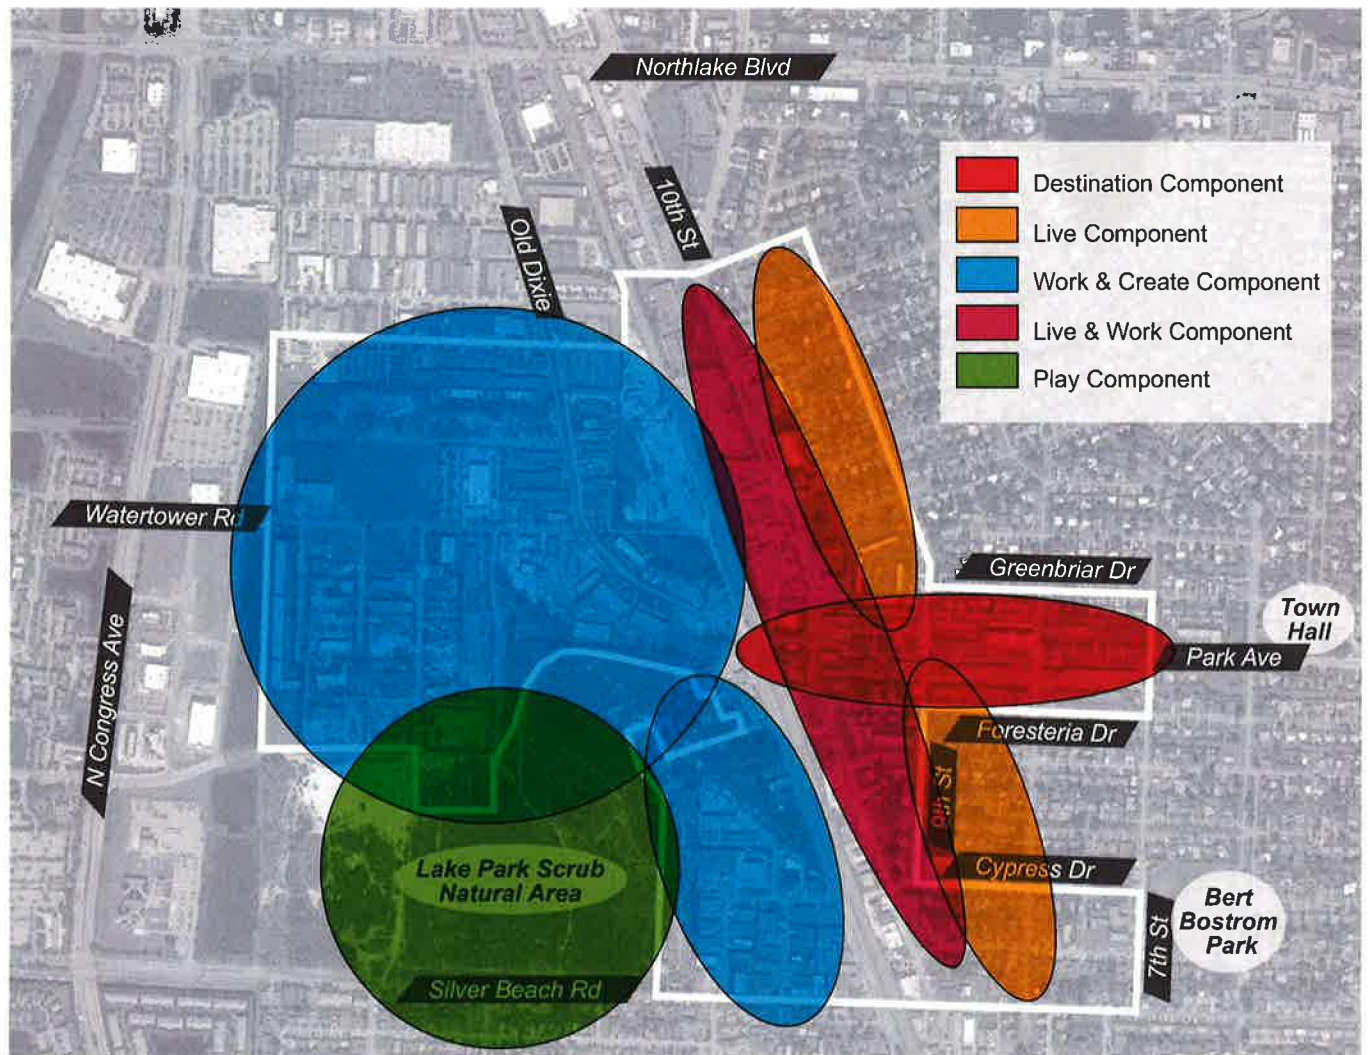 Northlake Blvd
10th St
Old Dixie
Destination Component
Live Component
Work & Create Component
Live & Work Component
Play Component
Watertower Rd
N Congress Ave
Greenbriar Dr
Town
Hall
Park Ave
Foresteria Dr
9th St
Cypress Dr
Lake Park Scrub
Natural Area
Bert
Bostrom
Park
7th St
Silver Beach Rd